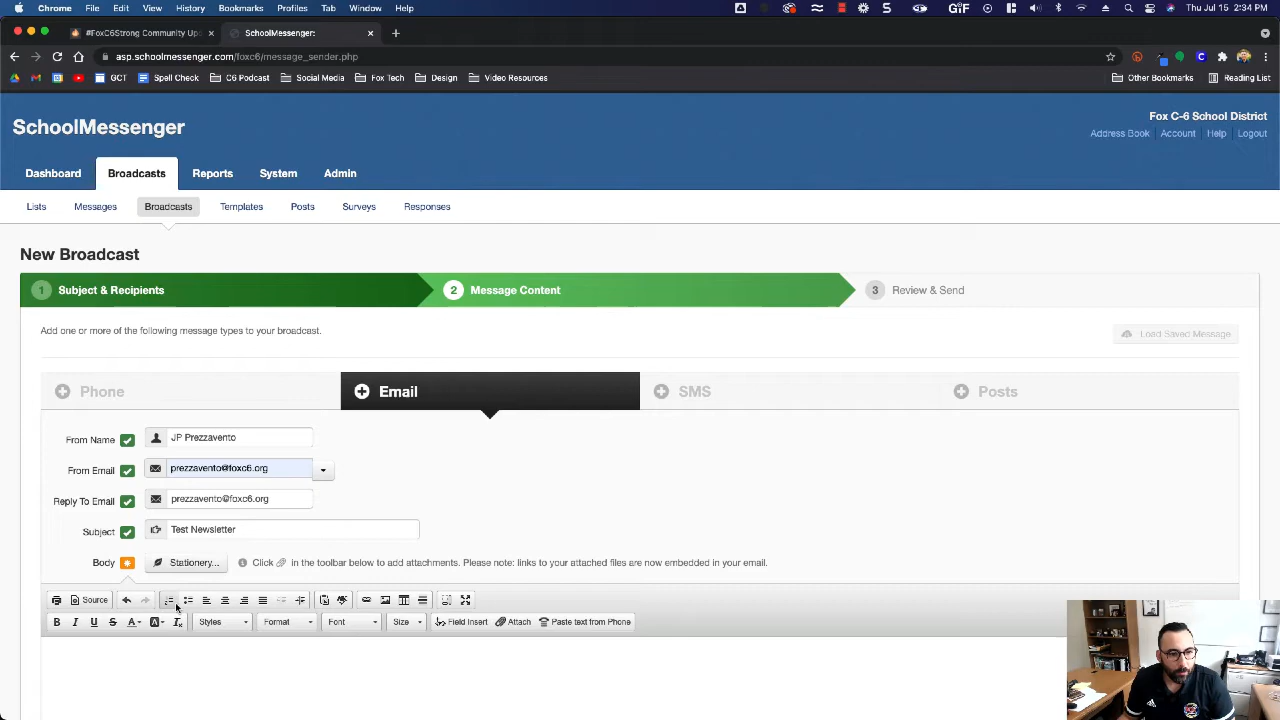 Chrome File Edit View History Bookmarks Profiles Tab Window Help GIF Thu Jul 15 2:34 PM
#FoxC6Strong Community Up SchoolMessenger:
asp.schoolmessenger.com/foxc6/message_sender.php
GCT Spell Check C6 Podcast Social Media Fox Tech Design Video Resources Other Bookmarks Reading List
Fox C-6 School District
SchoolMessenger
Address Book Account Help Logout
Dashboard Broadcasts Reports System Admin
Lists Messages Broadcasts Templates Posts Surveys Responses
New Broadcast
1 Subject & Recipients 2 Message Content 3 Review & Send
Add one or more of the following message types to your broadcast.
Load Saved Message
Phone Email SMS Posts
From Name JP Prezzavento
From Email prezzavento@foxc6.org
Reply To Email prezzavento@foxc6.org
Subject Test Newsletter
Body Stationery... Click in the toolbar below to add attachments. Please note: links to your attached files are now embedded in your email.
Source
B I U S A A Styles Format Font Size Field Insert Attach Paste text from Phone